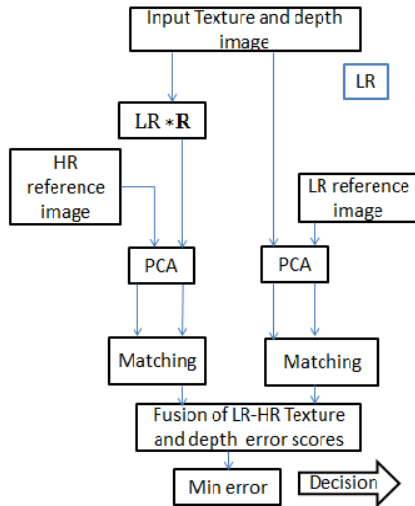 Input Texture and depth
image
LR
LR ∗R
HR
reference
image
LR reference
image
PCA
PCA
Matching
Matching
Fusion of LR-HR Texture
and depth error scores
Min error
Decision